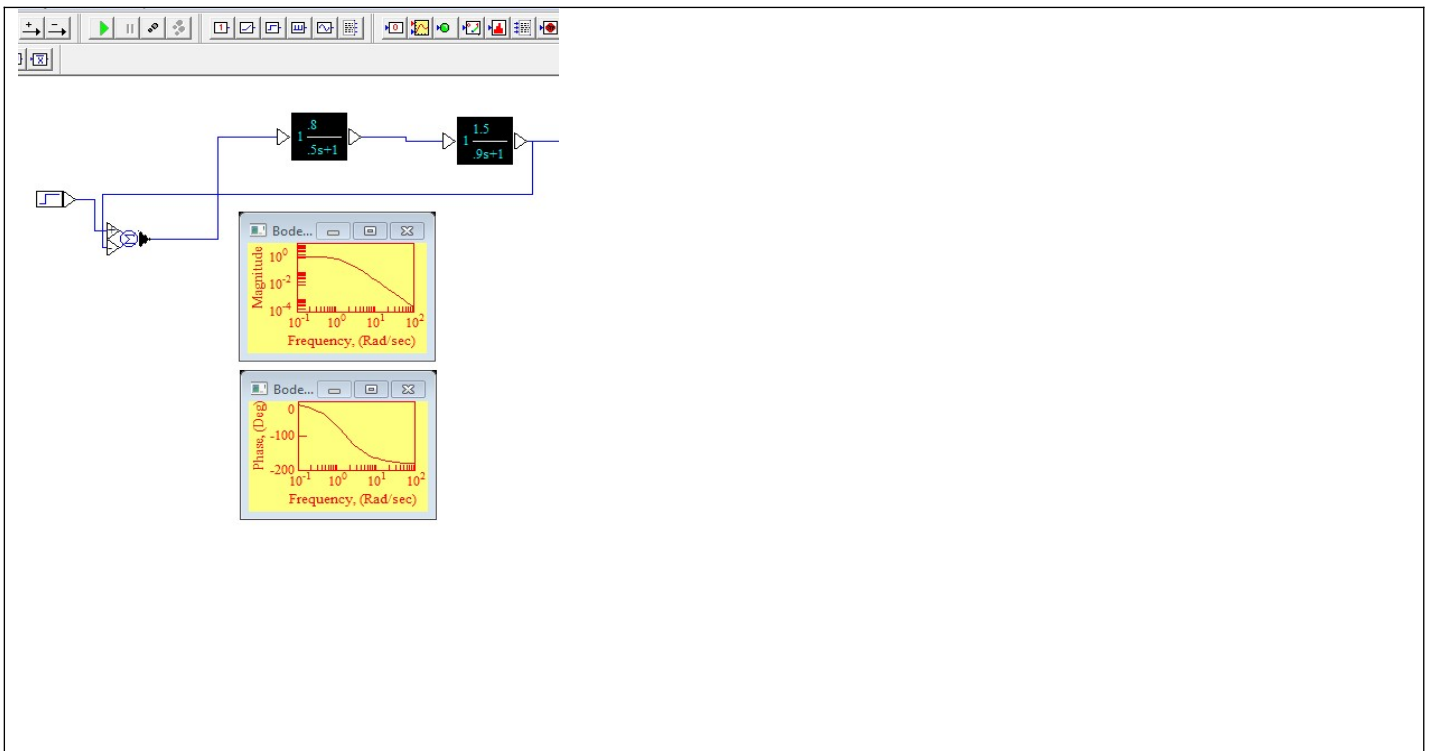 1 .8
.5s+1
1 1.5
.9s+1
Bode...
Magnitude
10^0
10^-2
10^-4
10^-1 10^0 10^1 10^2
Frequency, (Rad/sec)
Bode...
Phase, (Deg)
0
-100
-200
10^-1 10^0 10^1 10^2
Frequency, (Rad/sec)